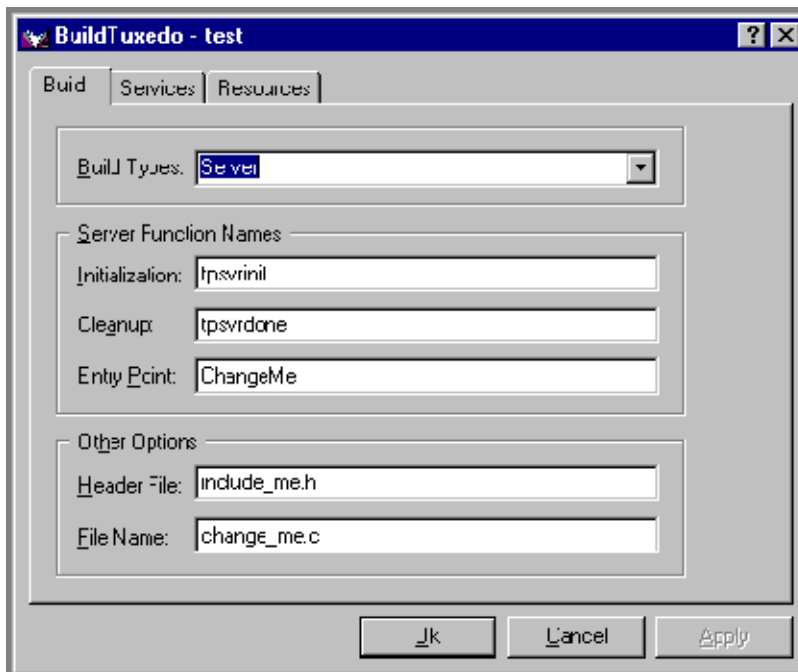 BuildTuxedo - test
Build Services Resources
Build Types: Server
Server Function Names
Initialization: tpsvrinit
Cleanup: tpsvrdone
Entry Point: ChangeMe
Other Options
Header File: include_me.h
File Name: change_me.c
Ok Cancel Apply